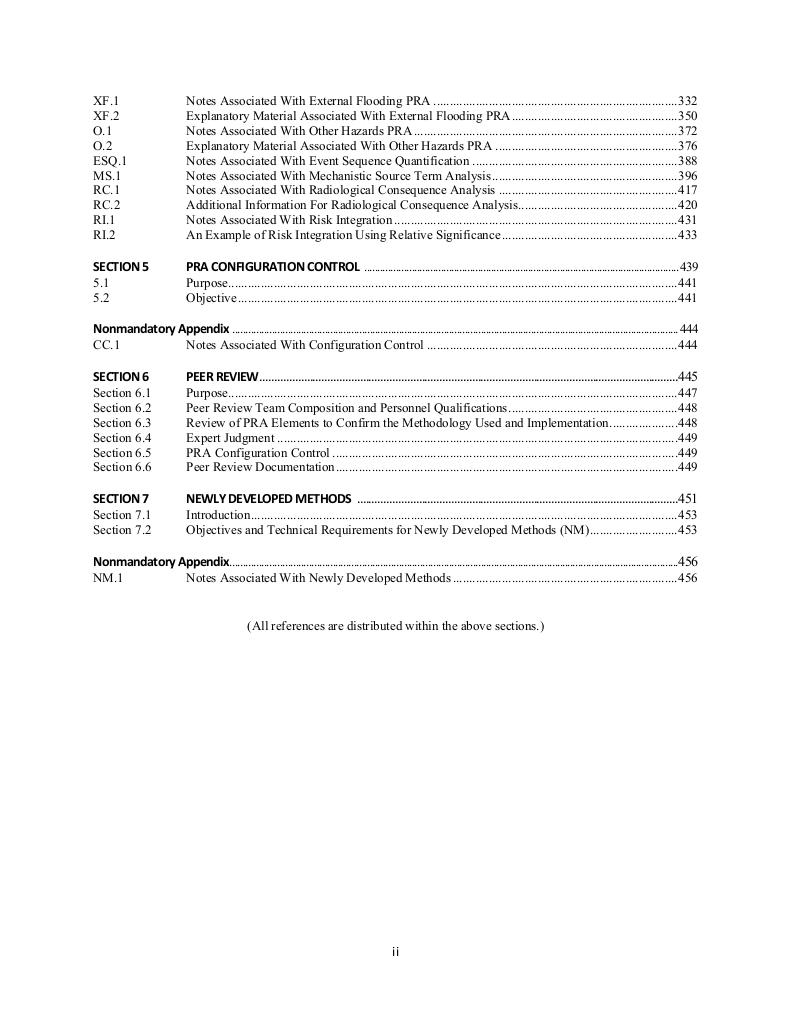 XF.1 Notes Associated With External Flooding PRA ........................................................................... 332
XF.2 Explanatory Material Associated With External Flooding PRA ................................................... 350
O.1 Notes Associated With Other Hazards PRA ................................................................................. 372
O.2 Explanatory Material Associated With Other Hazards PRA ........................................................ 376
ESQ.1 Notes Associated With Event Sequence Quantification ............................................................... 388
MS.1 Notes Associated With Mechanistic Source Term Analysis......................................................... 396
RC.1 Notes Associated With Radiological Consequence Analysis ....................................................... 417
RC.2 Additional Information For Radiological Consequence Analysis................................................. 420
RI.1 Notes Associated With Risk Integration ....................................................................................... 431
RI.2 An Example of Risk Integration Using Relative Significance...................................................... 433
SECTION 5 PRA CONFIGURATION CONTROL .................................................................................... 439
5.1 Purpose.......................................................................................................................................... 441
5.2 Objective ....................................................................................................................................... 441
Nonmandatory Appendix ........................................................................................................................ 444
CC.1 Notes Associated With Configuration Control ............................................................................. 444
SECTION 6 PEER REVIEW.................................................................................................................... 445
Section 6.1 Purpose.......................................................................................................................................... 447
Section 6.2 Peer Review Team Composition and Personnel Qualifications .................................................... 448
Section 6.3 Review of PRA Elements to Confirm the Methodology Used and Implementation..................... 448
Section 6.4 Expert Judgment ........................................................................................................................... 449
Section 6.5 PRA Configuration Control .......................................................................................................... 449
Section 6.6 Peer Review Documentation ......................................................................................................... 449
SECTION 7 NEWLY DEVELOPED METHODS ...................................................................................... 451
Section 7.1 Introduction ................................................................................................................................... 453
Section 7.2 Objectives and Technical Requirements for Newly Developed Methods (NM)........................... 453
Nonmandatory Appendix......................................................................................................................... 456
NM.1 Notes Associated With Newly Developed Methods ..................................................................... 456
(All references are distributed within the above sections.)
ii